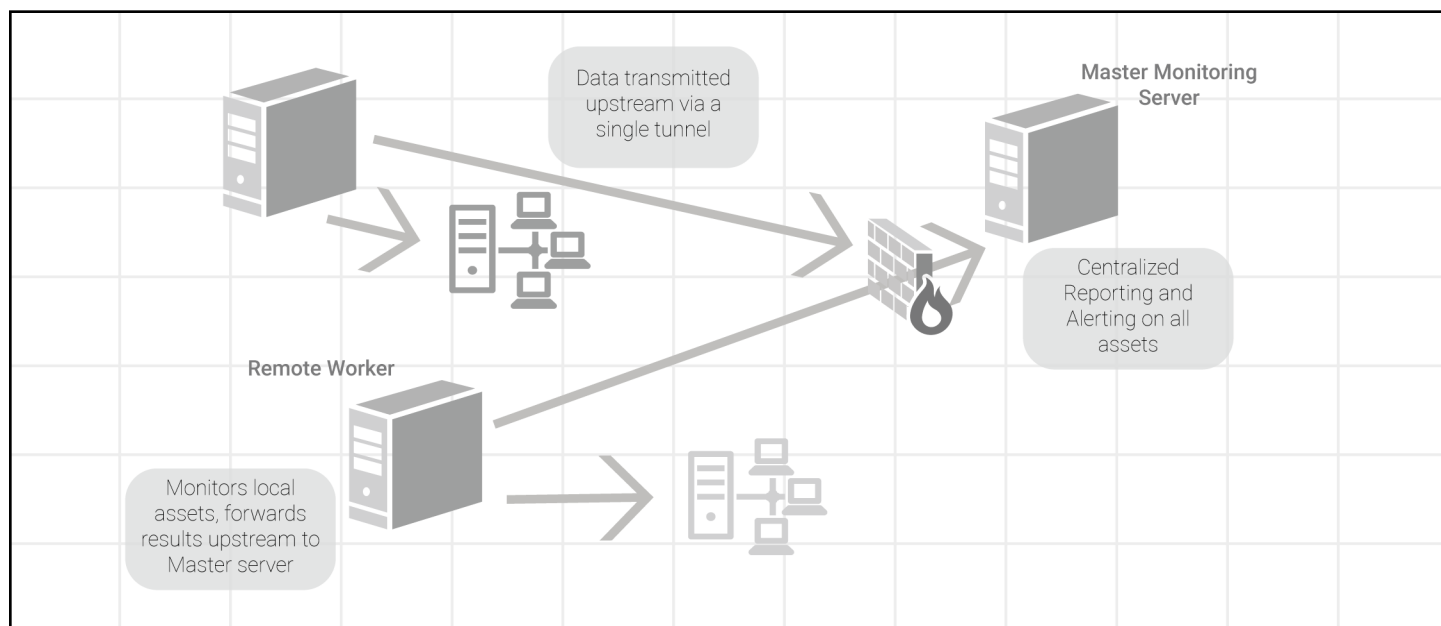 Data transmitted
upstream via a
single tunnel
Master Monitoring
Server
Centralized
Reporting and
Alerting on all
assets
Remote Worker
Monitors local
assets, forwards
results upstream to
Master server